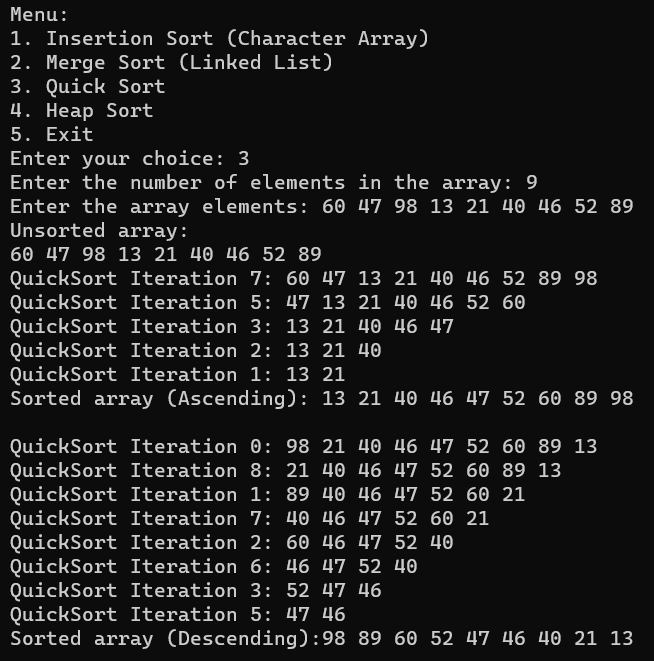 Menu:
1. Insertion Sort (Character Array)
2. Merge Sort (Linked List)
3. Quick Sort
4. Heap Sort
5. Exit
Enter your choice: 3
Enter the number of elements in the array: 9
Enter the array elements: 60 47 98 13 21 40 46 52 89
Unsorted array:
60 47 98 13 21 40 46 52 89
QuickSort Iteration 7: 60 47 13 21 40 46 52 89 98
QuickSort Iteration 5: 47 13 21 40 46 52 60
QuickSort Iteration 3: 13 21 40 46 47
QuickSort Iteration 2: 13 21 40
QuickSort Iteration 1: 13 21
Sorted array (Ascending): 13 21 40 46 47 52 60 89 98
QuickSort Iteration 0: 98 21 40 46 47 52 60 89 13
QuickSort Iteration 8: 21 40 46 47 52 60 89 13
QuickSort Iteration 1: 89 40 46 47 52 60 21
QuickSort Iteration 7: 40 46 47 52 60 21
QuickSort Iteration 2: 60 46 47 52 40
QuickSort Iteration 6: 46 47 52 40
QuickSort Iteration 3: 52 47 46
QuickSort Iteration 5: 47 46
Sorted array (Descending):98 89 60 52 47 46 40 21 13